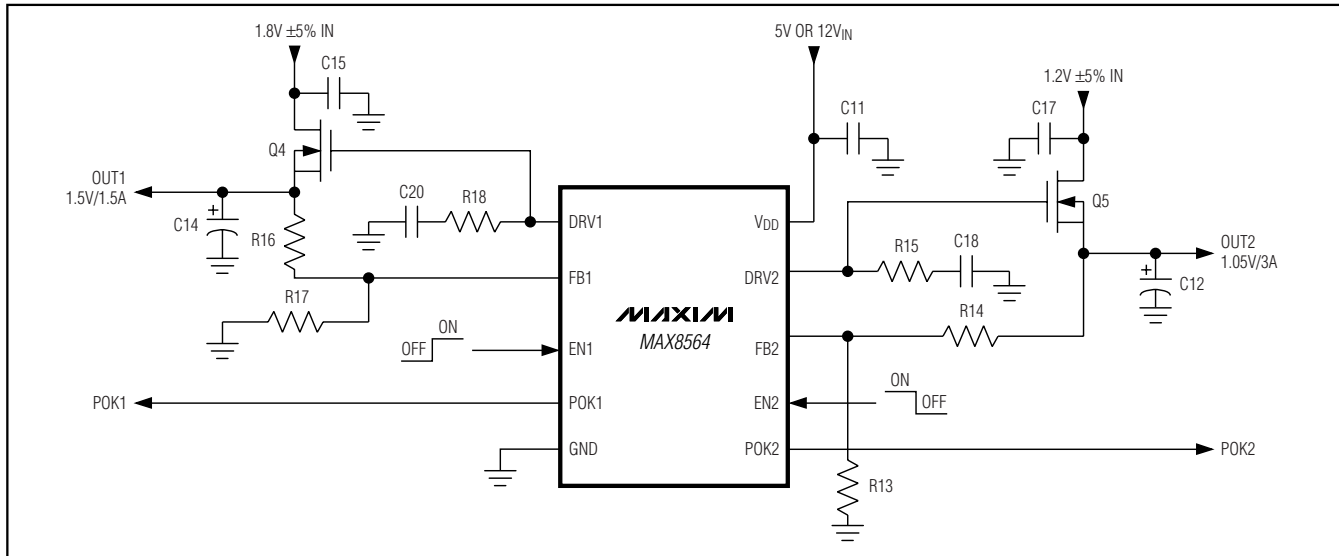 1.8V ±5% IN
C15
Q4
OUT1
1.5V/1.5A
C14
R16
C20
R18
R17
OFF
ON
POK1
DRV1
FB1
EN1
POK1
GND
MAXIM
MAX8564
VDD
DRV2
FB2
EN2
POK2
5V OR 12VIN
C11
1.2V ±5% IN
C17
Q5
R15
C18
OUT2
1.05V/3A
C12
R14
ON
OFF
POK2
R13